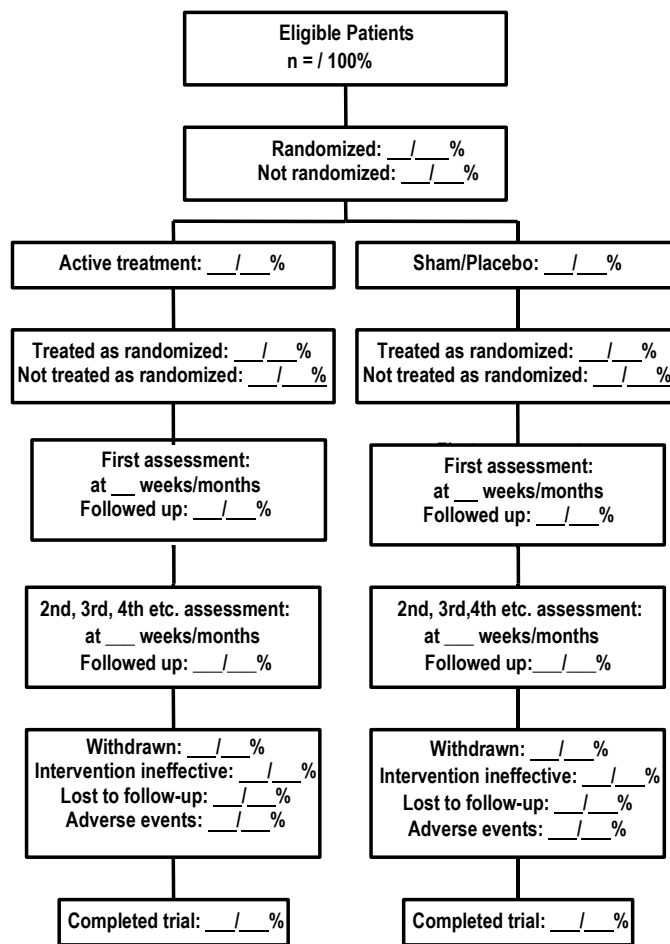 Eligible Patients
n = / 100%
Randomized: __/___%
Not randomized: ___/___%
Active treatment: ___/___%
Sham/Placebo: ___/___%
Treated as randomized: ___/___%
Not treated as randomized: ___/___%
Treated as randomized: ___/___%
Not treated as randomized: ___/___%
First assessment:
at ___ weeks/months
Followed up: ___/___%
First assessment:
at ___ weeks/months
Followed up: ___/___%
2nd, 3rd, 4th etc. assessment:
at ___ weeks/months
Followed up: ___/___%
2nd, 3rd,4th etc. assessment:
at ___ weeks/months
Followed up:___/___%
Withdrawn: ___/___%
Intervention ineffective: ___/___%
Lost to follow-up: ___/___%
Adverse events: ___/___%
Withdrawn: ___/___%
Intervention ineffective: ___/___%
Lost to follow-up: ___/___%
Adverse events: ___/___%
Completed trial: ___/___%
Completed trial: ___/___%